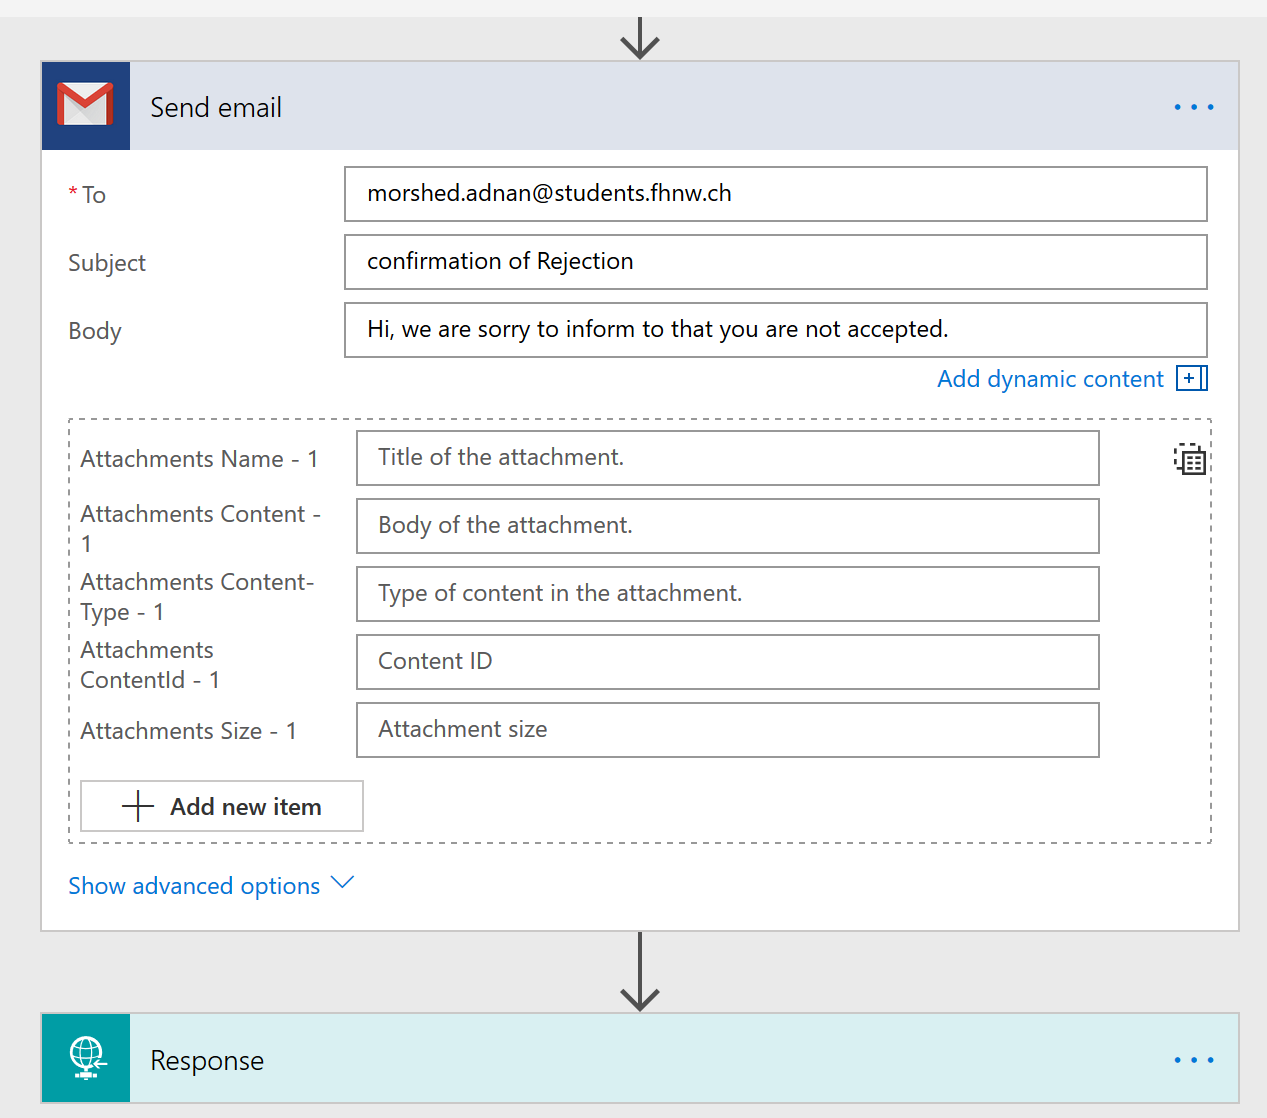 Send email
* To
morshed.adnan@students.fhnw.ch
Subject
confirmation of Rejection
Body
Hi, we are sorry to inform to that you are not accepted.
Add dynamic content
Attachments Name - 1
Title of the attachment.
Attachments Content -
1
Body of the attachment.
Attachments Content-
Type - 1
Type of content in the attachment.
Attachments
ContentId - 1
Content ID
Attachments Size - 1
Attachment size
Add new item
Show advanced options
Response